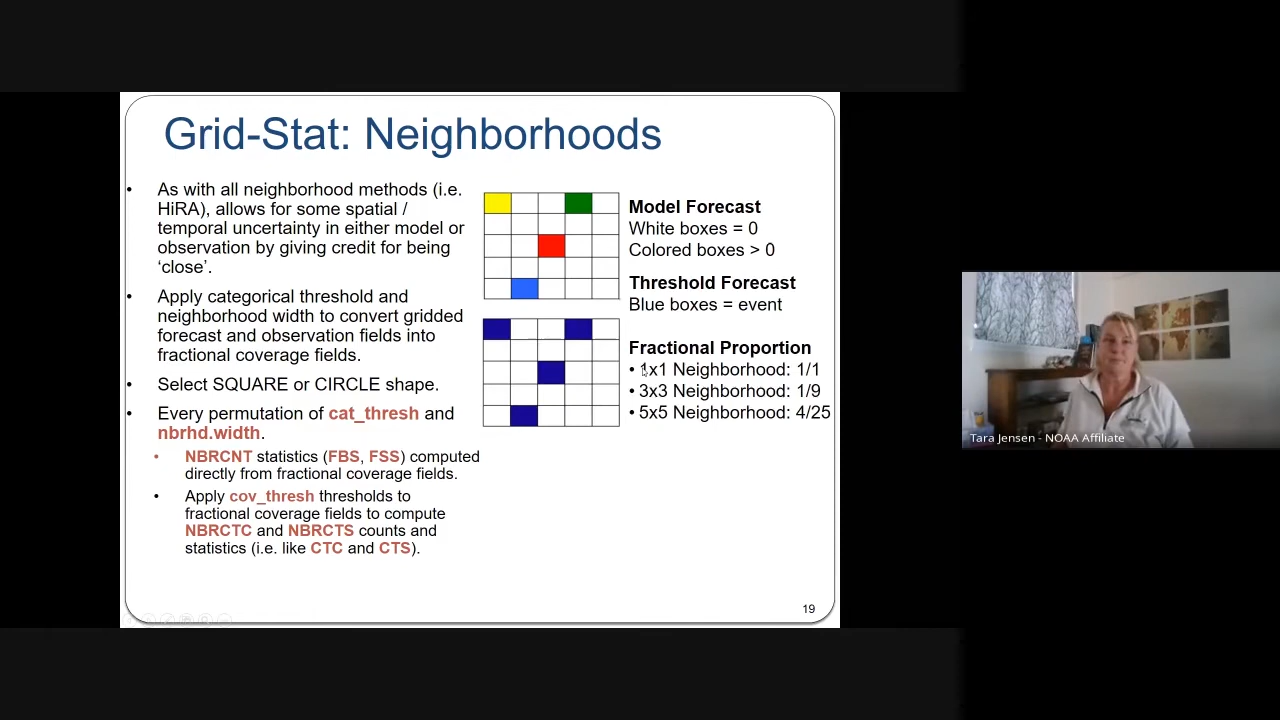 Grid-Stat: Neighborhoods
• As with all neighborhood methods (i.e.
HiRA), allows for some spatial /
temporal uncertainty in either model or
observation by giving credit for being
‘close’.
• Apply categorical threshold and
neighborhood width to convert gridded
forecast and observation fields into
fractional coverage fields.
• Select SQUARE or CIRCLE shape.
• Every permutation of cat_thresh and
nbrhd.width.
• NBRCNT statistics (FBS, FSS) computed
directly from fractional coverage fields.
• Apply cov_thresh thresholds to
fractional coverage fields to compute
NBRCTC and NBRCTS counts and
statistics (i.e. like CTC and CTS).
Model Forecast
White boxes = 0
Colored boxes > 0
Threshold Forecast
Blue boxes = event
Fractional Proportion
• 1x1 Neighborhood: 1/1
• 3x3 Neighborhood: 1/9
• 5x5 Neighborhood: 4/25
19
Tara Jensen - NOAA Affiliate